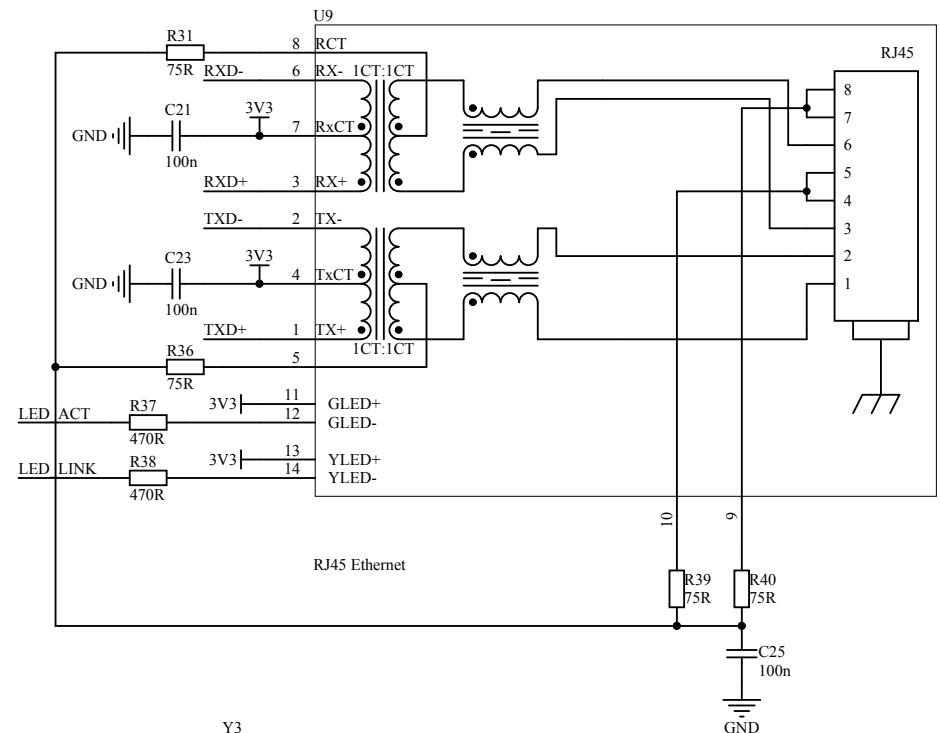 U9
R31
75R
8 RCT
RJ45
RXD- 6 RX- 1CT:1CT
8
7
6
5
4
3
2
1
C21
100n
3V3
GND
7 RxCT
RXD+ 3 RX+
TXD- 2 TX-
C23
100n
3V3
GND
4 TxCT
TXD+ 1 TX+
1CT:1CT
R36
75R
5
3V3 11 GLED+
LED_ACT R37 12 GLED-
470R
3V3 13 YLED+
LED_LINK R38 14 YLED-
470R
10
9
RJ45 Ethernet
R39
75R
R40
75R
C25
100n
GND
Y3